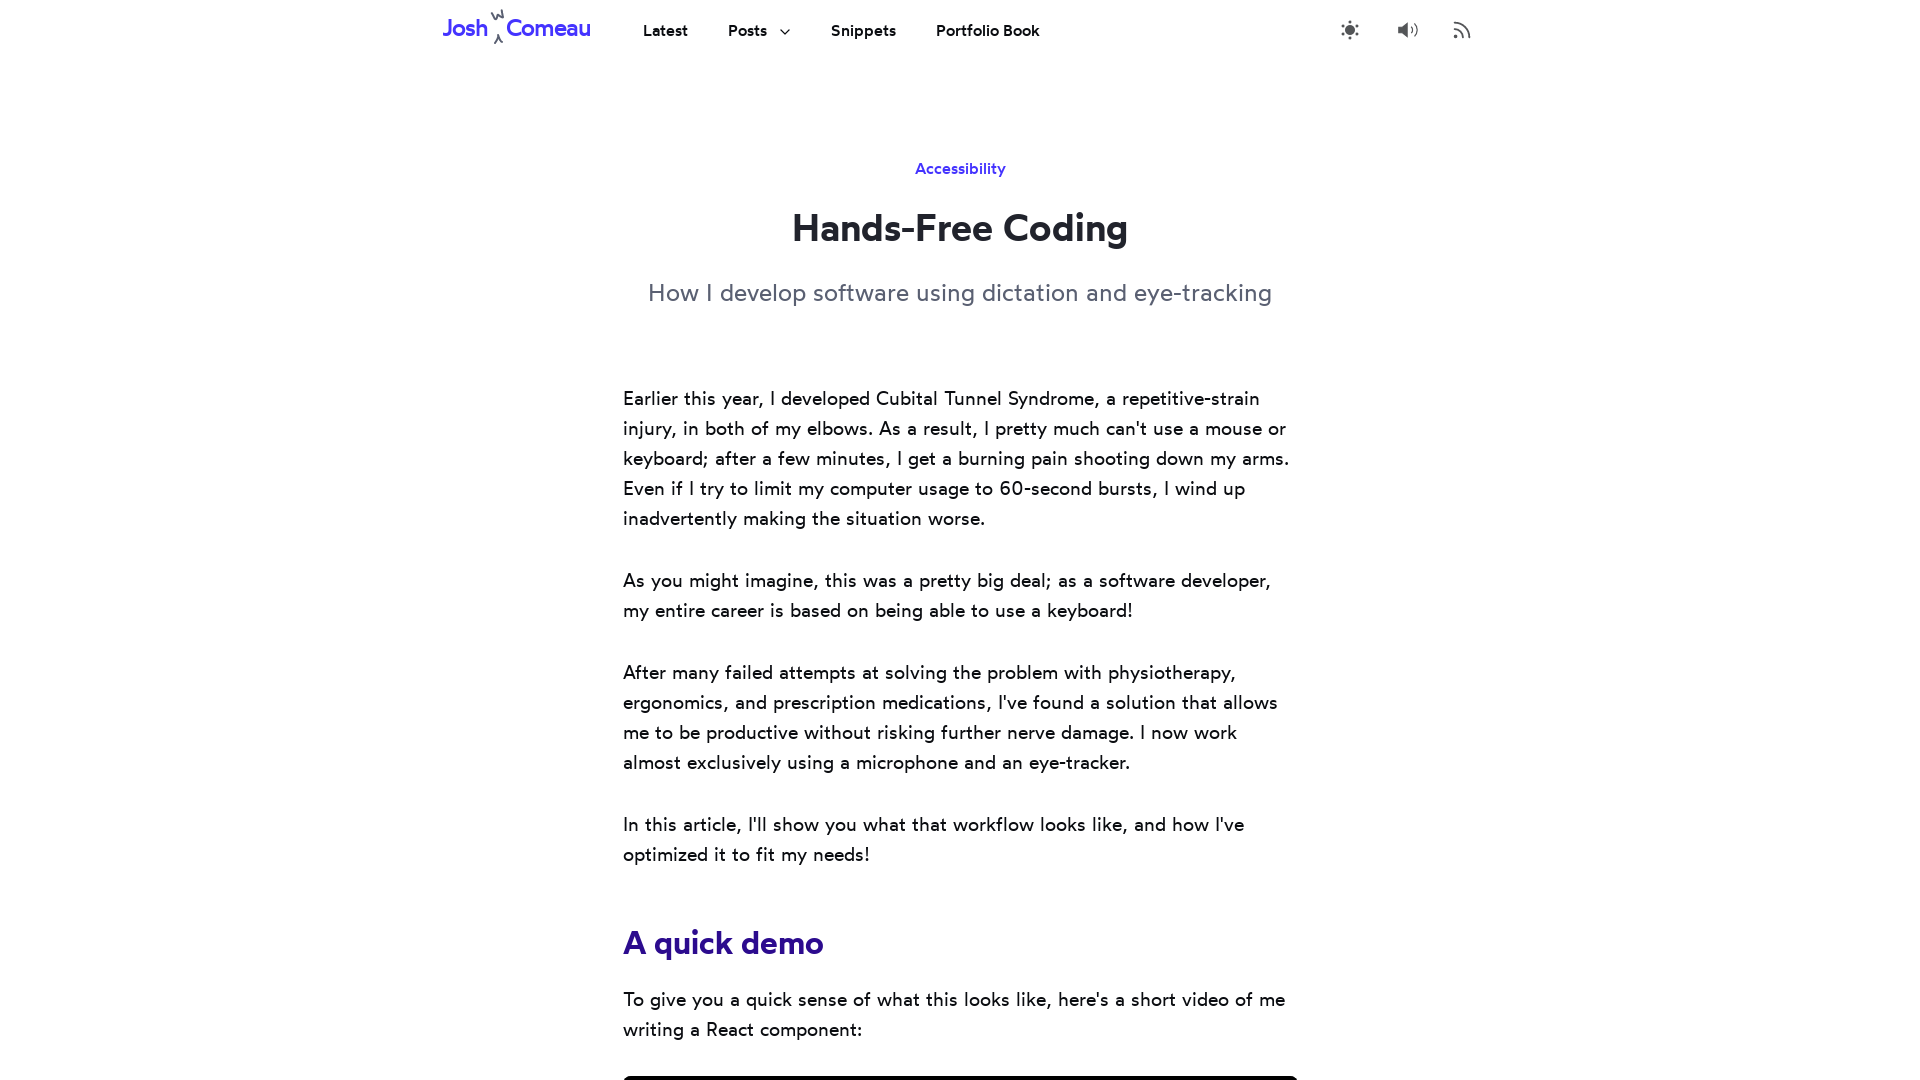 Josh W Comeau
Latest
Posts
Snippets
Portfolio Book
Accessibility
Hands-Free Coding
How I develop software using dictation and eye-tracking
Earlier this year, I developed Cubital Tunnel Syndrome, a repetitive-strain
injury, in both of my elbows. As a result, I pretty much can't use a mouse or
keyboard; after a few minutes, I get a burning pain shooting down my arms.
Even if I try to limit my computer usage to 60-second bursts, I wind up
inadvertently making the situation worse.
As you might imagine, this was a pretty big deal; as a software developer,
my entire career is based on being able to use a keyboard!
After many failed attempts at solving the problem with physiotherapy,
ergonomics, and prescription medications, I've found a solution that allows
me to be productive without risking further nerve damage. I now work
almost exclusively using a microphone and an eye-tracker.
In this article, I'll show you what that workflow looks like, and how I've
optimized it to fit my needs!
A quick demo
To give you a quick sense of what this looks like, here's a short video of me
writing a React component: